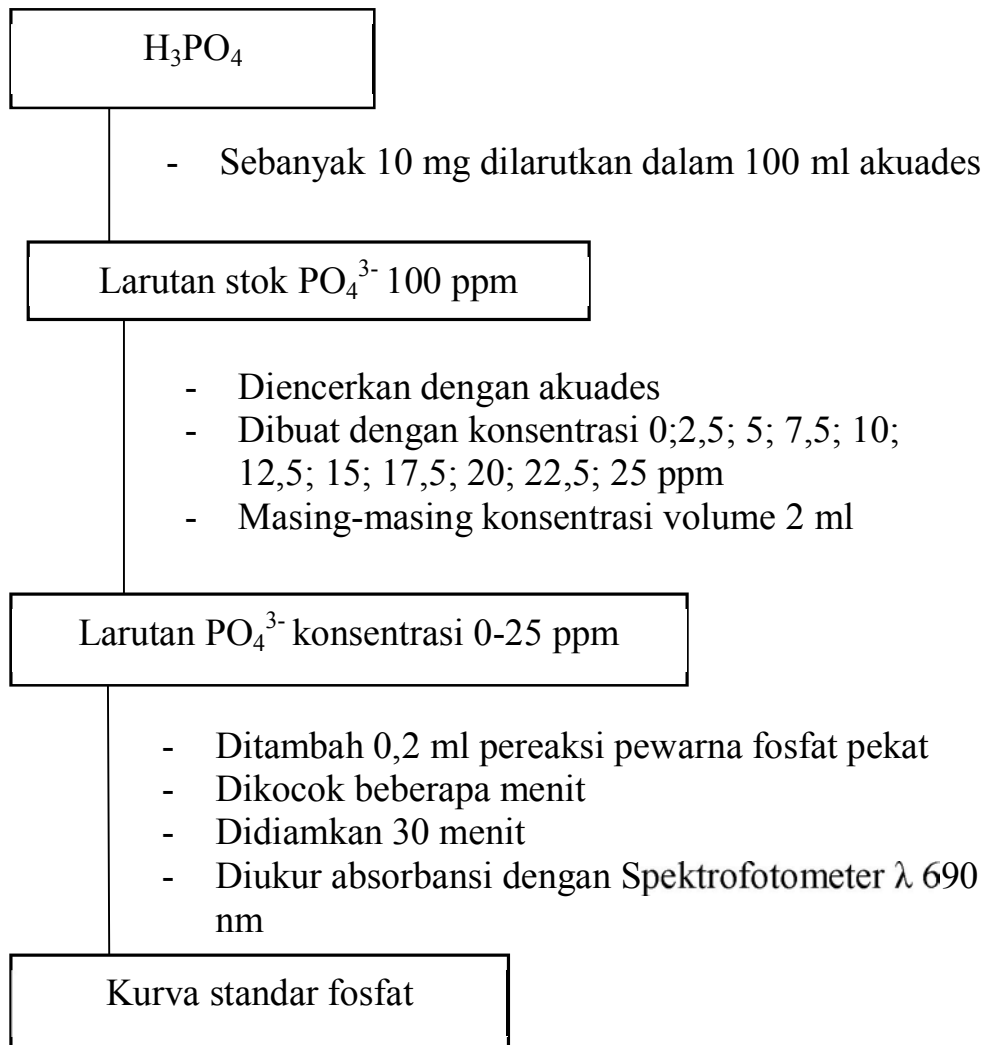 H₃PO₄
- Sebanyak 10 mg dilarutkan dalam 100 ml akuades
Larutan stok PO₄³⁻ 100 ppm
- Diencerkan dengan akuades
- Dibuat dengan konsentrasi 0;2,5; 5; 7,5; 10;
12,5; 15; 17,5; 20; 22,5; 25 ppm
- Masing-masing konsentrasi volume 2 ml
Larutan PO₄³⁻ konsentrasi 0-25 ppm
- Ditambah 0,2 ml pereaksi pewarna fosfat pekat
- Dikocok beberapa menit
- Didiamkan 30 menit
- Diukur absorbansi dengan Spektrofotometer λ 690
nm
Kurva standar fosfat